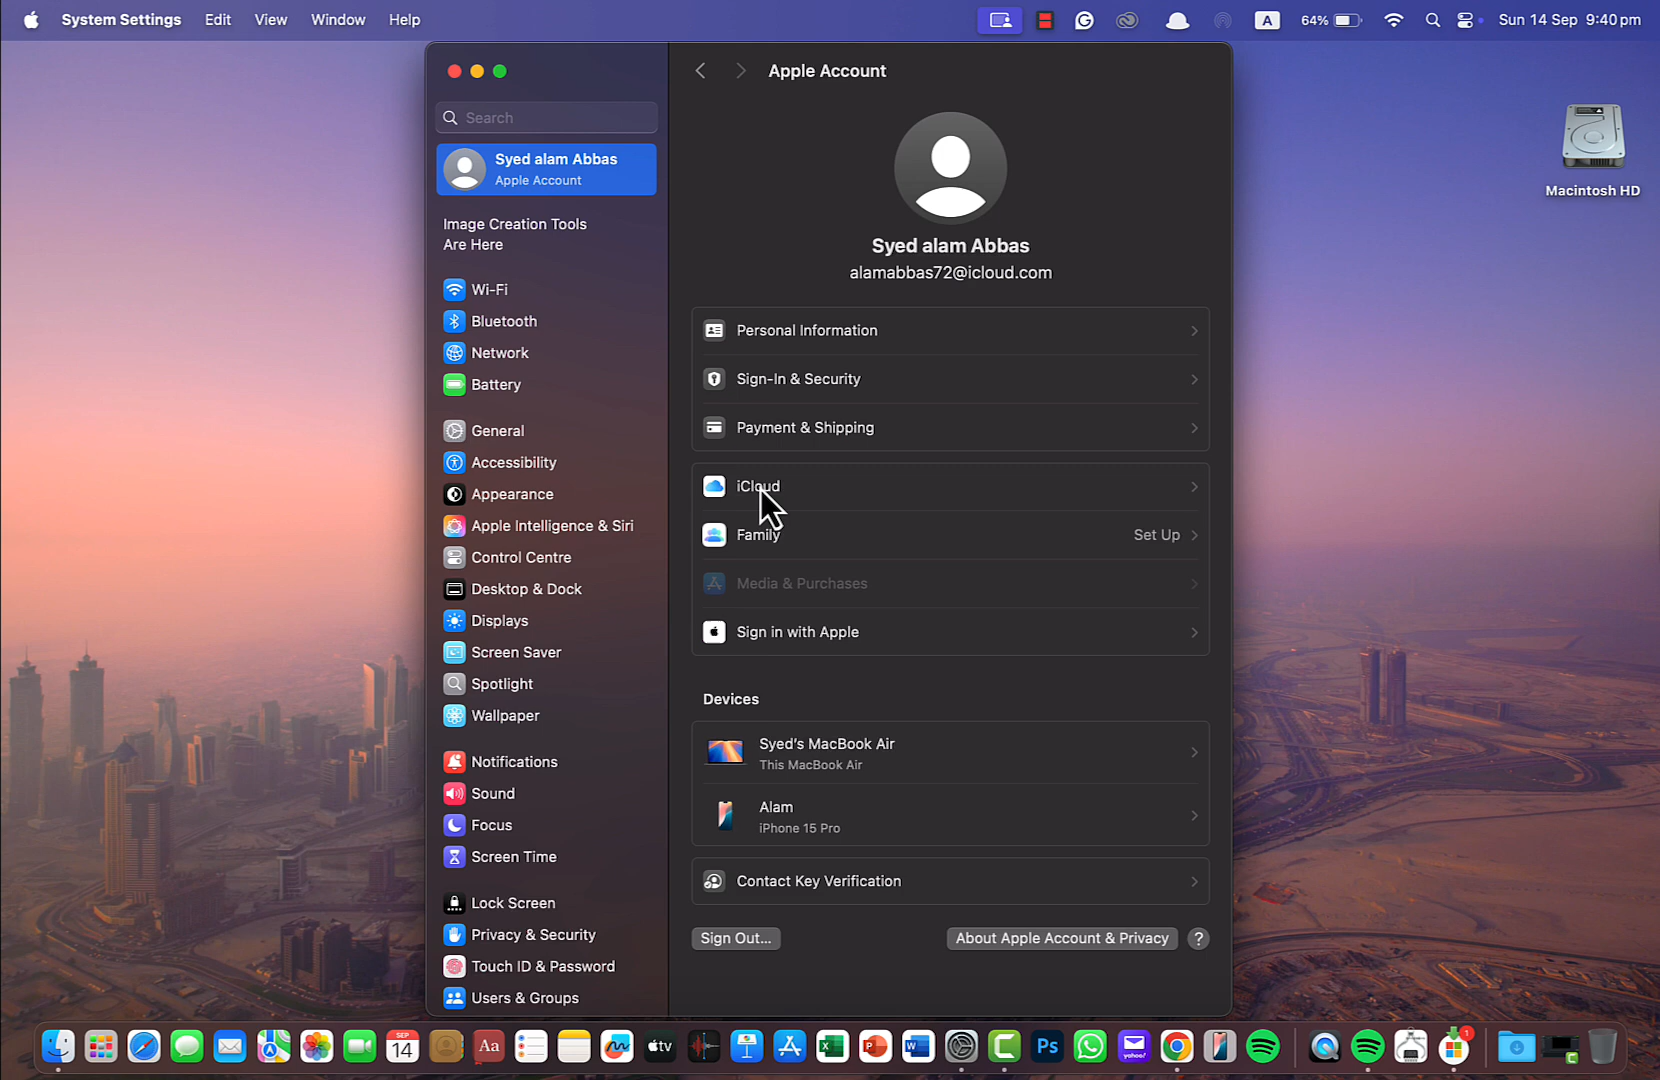 System Settings Edit View Window Help
A 64% Sun 14 Sep 9:40 pm
Macintosh HD
Search
Syed alam Abbas
Apple Account
Image Creation Tools
Are Here
Wi-Fi
Bluetooth
Network
Battery
General
Accessibility
Appearance
Apple Intelligence & Siri
Control Centre
Desktop & Dock
Displays
Screen Saver
Spotlight
Wallpaper
Notifications
Sound
Focus
Screen Time
Lock Screen
Privacy & Security
Touch ID & Password
Users & Groups
Apple Account
Syed alam Abbas
alamabbas72@icloud.com
Personal Information
Sign-In & Security
Payment & Shipping
iCloud
Family Set Up
Media & Purchases
Sign in with Apple
Devices
Syed's MacBook Air
This MacBook Air
Alam
iPhone 15 Pro
Contact Key Verification
Sign Out... About Apple Account & Privacy ?
SEP
14
Aa
tv
X
P
W
C
Ps
yahoo!
1